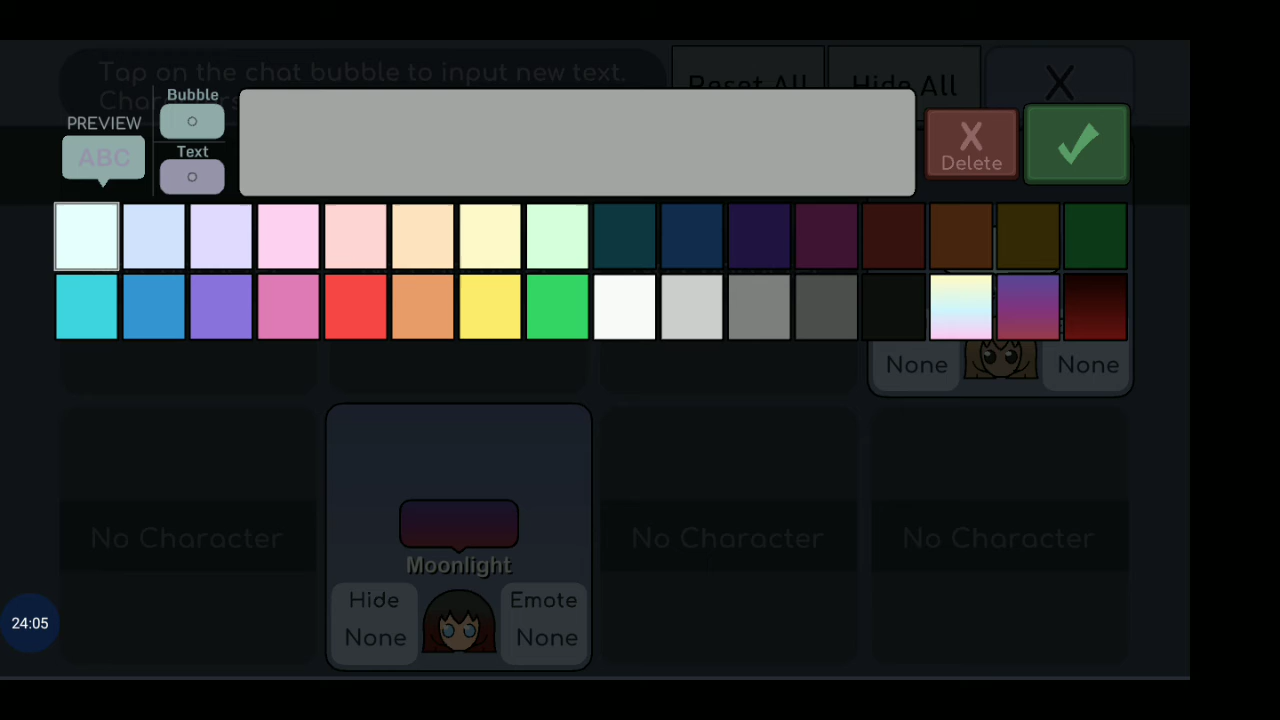 Tap on the chat bubble to input new text.
Char
Reset All
Hide All
X
Bubble
PREVIEW
ABC
Text
X
Delete
None
None
No Character
Moonlight
Hide
None
Emote
None
No Character
No Character
24:05